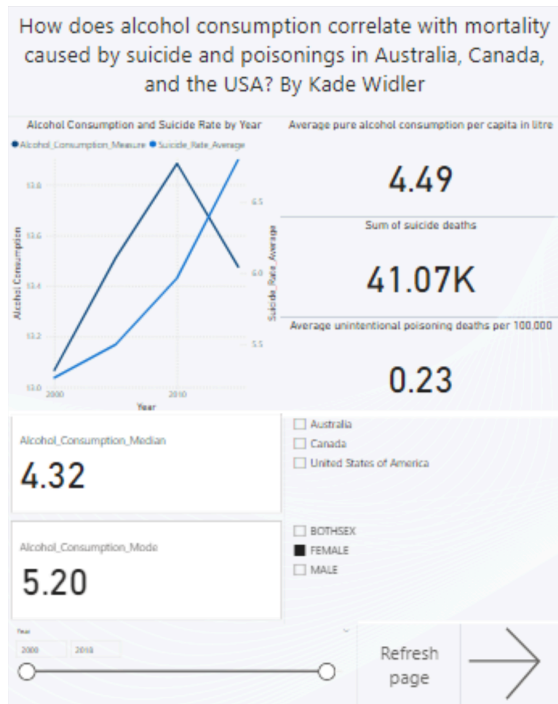 How does alcohol consumption correlate with mortality
caused by suicide and poisonings in Australia, Canada,
and the USA? By Kade Widler
Alcohol Consumption and Suicide Rate by Year
Alcohol_Consumption_Measure Suicide_Rate_Average
13.8
13.6
13.4
13.2
13.0
Alcohol Consumption
6.5
6.0
5.5
Suicide_Rate_Average
2000 2010
Year
Average pure alcohol consumption per capita in litre
4.49
Sum of suicide deaths
41.07K
Average unintentional poisoning deaths per 100,000
0.23
Alcohol_Consumption_Median
4.32
Alcohol_Consumption_Mode
5.20
Australia
Canada
United States of America
BOTHSEX
FEMALE
MALE
Year
2000 2018
Refresh
page